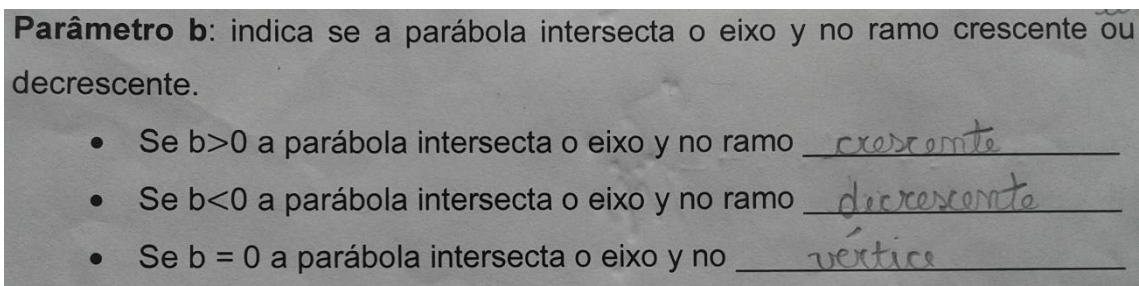 Parâmetro b: indica se a parábola intersecta o eixo y no ramo crescente ou
decrescente.
• Se b>0 a parábola intersecta o eixo y no ramo crescente
• Se b<0 a parábola intersecta o eixo y no ramo decrescente
• Se b = 0 a parábola intersecta o eixo y no vértice